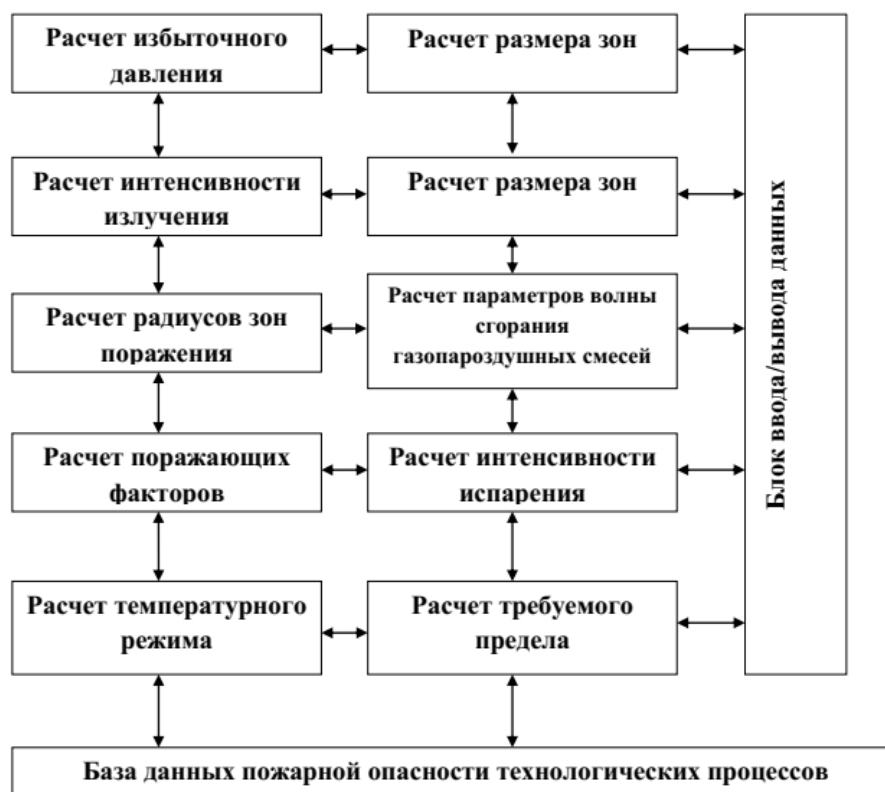 Расчет избыточного
давления
Расчет размера зон
Расчет интенсивности
излучения
Расчет размера зон
Расчет радиусов зон
поражения
Расчет параметров волны
сгорания
газопароздушных смесей
Расчет поражающих
факторов
Расчет интенсивности
испарения
Расчет температурного
режима
Расчет требуемого
предела
Блок ввода/вывода данных
База данных пожарной опасности технологических процессов